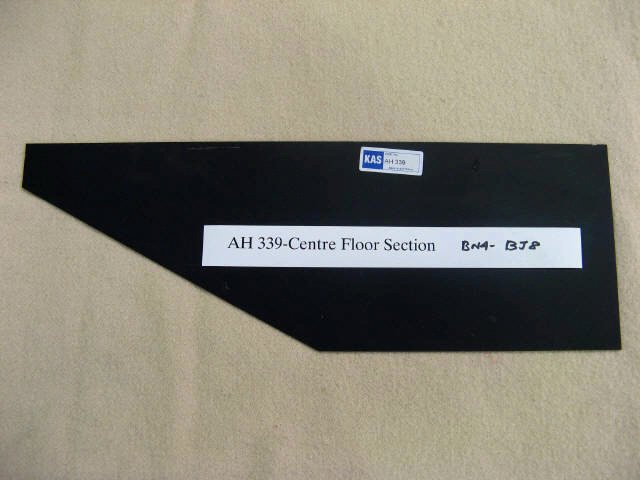 KAS
AH 339
AH 339-Centre Floor Section BN4- BJ8